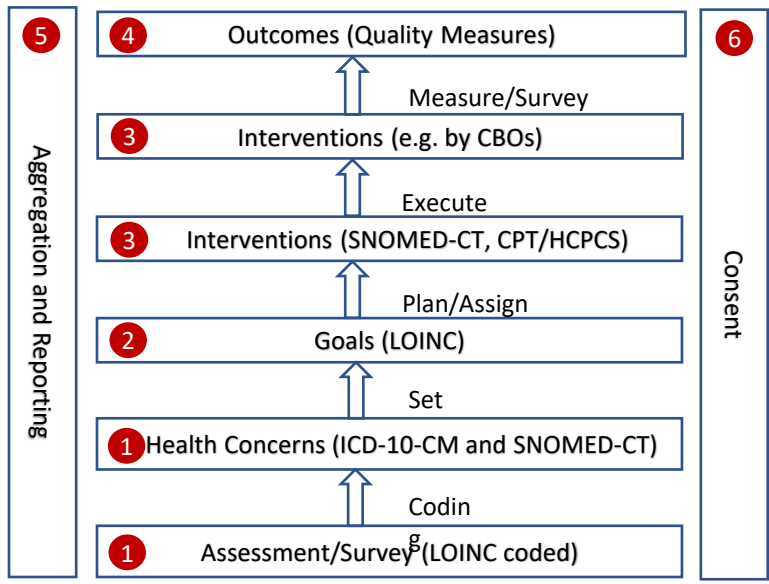 5
Aggregation and Reporting
4
Outcomes (Quality Measures)
Measure/Survey
3
Interventions (e.g. by CBOs)
Execute
3
Interventions (SNOMED-CT, CPT/HCPCS)
Plan/Assign
2
Goals (LOINC)
Set
1
Health Concerns (ICD-10-CM and SNOMED-CT)
Codin
g
1
Assessment/Survey (LOINC coded)
6
Consent